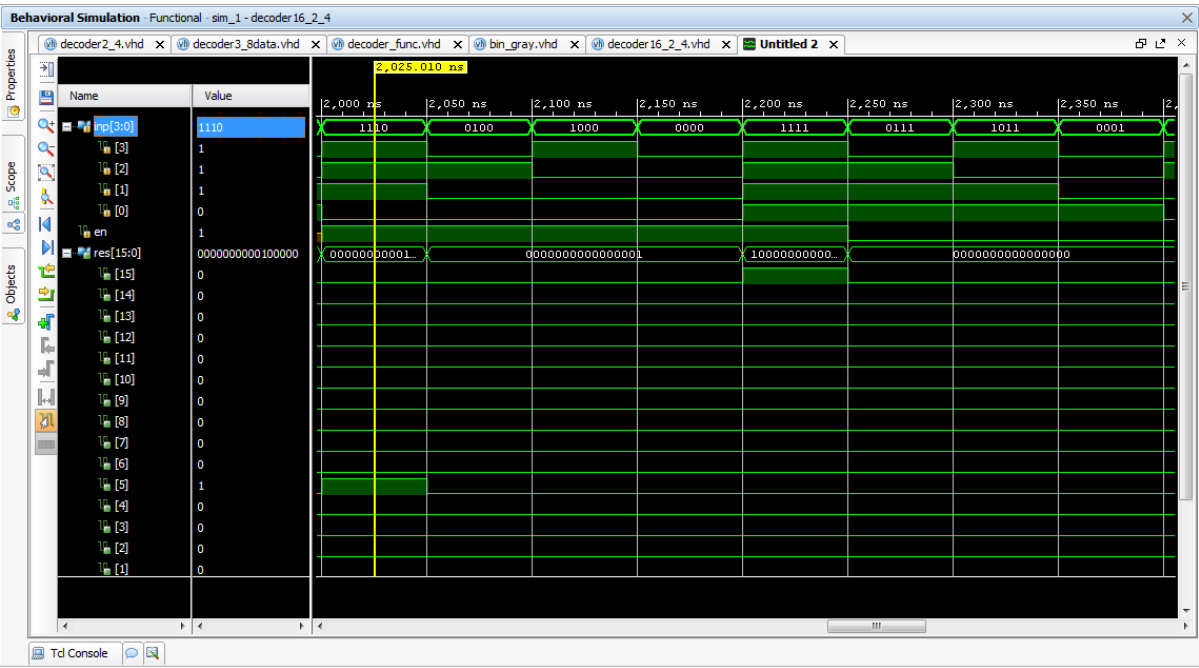 Behavioral Simulation - Functional - sim_1 - decoder16_2_4
decoder2_4.vhd decoder3_8data.vhd decoder_func.vhd bin_gray.vhd decoder16_2_4.vhd Untitled 2
Properties
Scope
Objects
2,025.010 ns
Name Value
2,000 ns 2,050 ns 2,100 ns 2,150 ns 2,200 ns 2,250 ns 2,300 ns 2,350 ns 2,
inp[3:0] 1110 1110 0100 1000 0000 1111 0111 1011 0001
[3] 1
[2] 1
[1] 1
[0] 0
en 1
res[15:0] 0000000000100000 00000000001... 0000000000000001 10000000000... 0000000000000000
[15] 0
[14] 0
[13] 0
[12] 0
[11] 0
[10] 0
[9] 0
[8] 0
[7] 0
[6] 0
[5] 1
[4] 0
[3] 0
[2] 0
[1] 0
Tcl Console